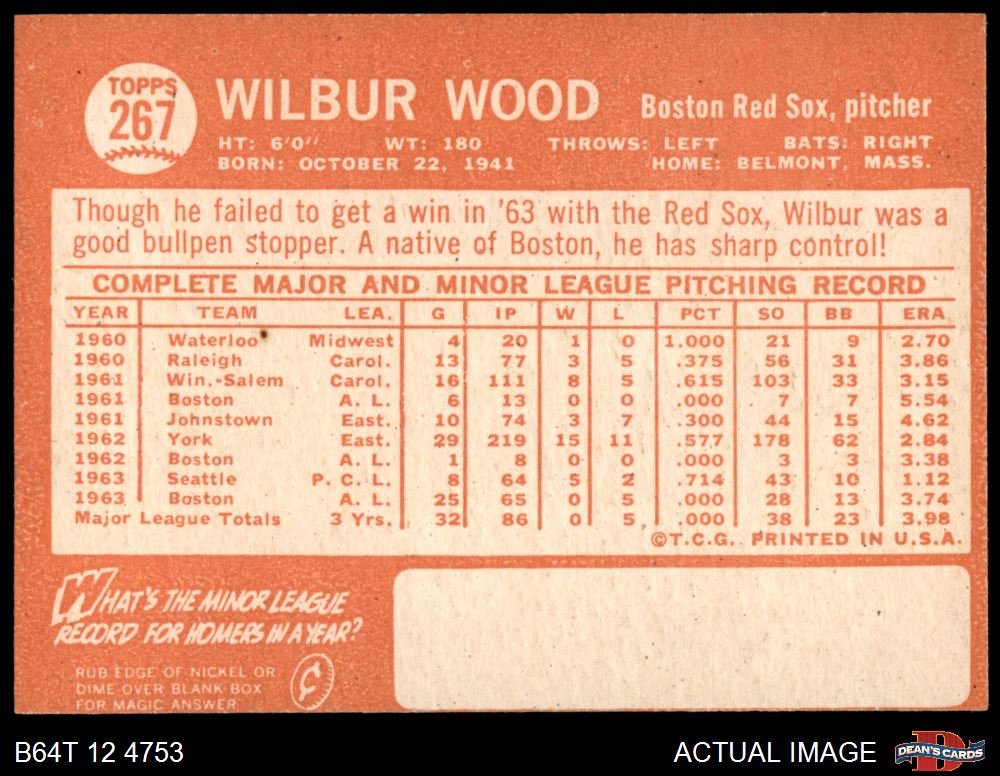 TOPPS
267
WILBUR WOOD Boston Red Sox, pitcher
HT: 6'0" WT: 180 THROWS: LEFT BATS: RIGHT
BORN: OCTOBER 22, 1941 HOME: BELMONT, MASS.
Though he failed to get a win in '63 with the Red Sox, Wilbur was a
good bullpen stopper. A native of Boston, he has sharp control!
COMPLETE MAJOR AND MINOR LEAGUE PITCHING RECORD
YEAR TEAM LEA. G IP W L PCT SO BB ERA
1960 Waterloo Midwest 4 20 1 0 1.000 21 9 2.70
1960 Raleigh Carol. 13 77 3 5 .375 56 31 3.86
1961 Win.-Salem Carol. 16 111 8 5 .615 103 33 3.15
1961 Boston A. L. 6 13 0 0 .000 7 7 5.54
1961 Johnstown East. 10 74 3 7 .300 44 15 4.62
1962 York East. 29 219 15 11 .577 178 62 2.84
1962 Boston A. L. 1 8 0 0 .000 3 3 3.38
1963 Seattle P. C. L. 8 64 5 2 .714 43 10 1.12
1963 Boston A. L. 25 65 0 5 .000 28 13 3.74
Major League Totals 3 Yrs. 32 86 0 5 .000 38 23 3.98
©T.C.G. PRINTED IN U.S.A.
WHAT'S THE MINOR LEAGUE
RECORD FOR HOMERS IN A YEAR?
RUB EDGE OF NICKEL OR
DIME OVER BLANK BOX
FOR MAGIC ANSWER
¢
B64T 12 4753 ACTUAL IMAGE D DEAN'S CARDS